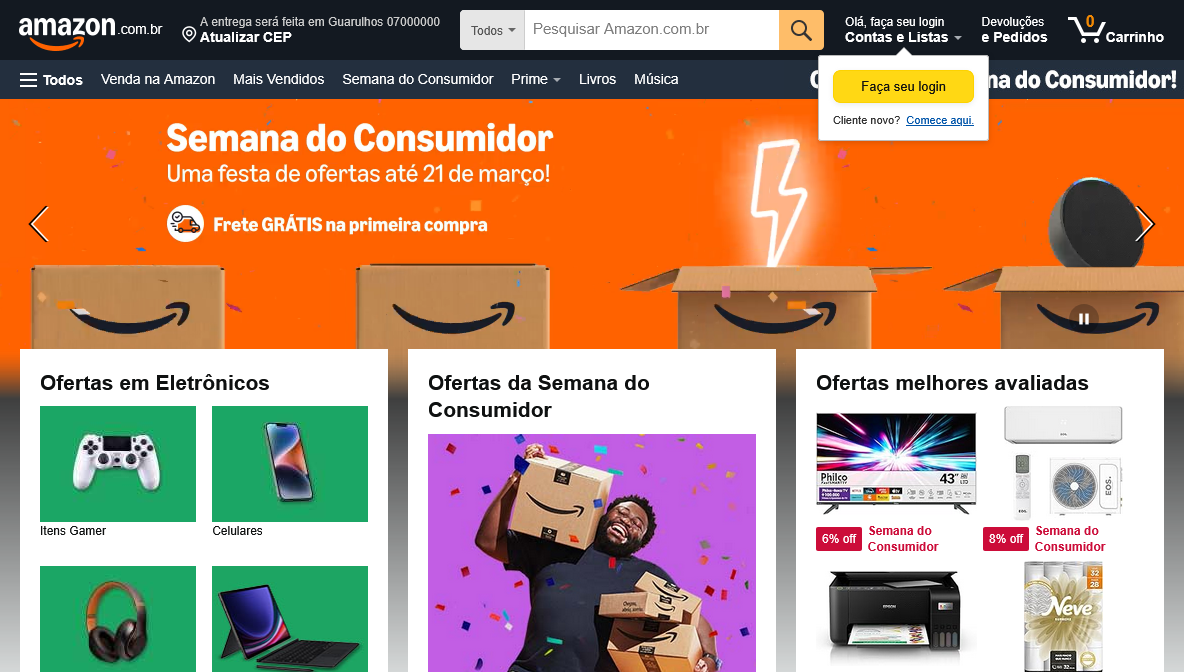 amazon.com.br
A entrega será feita em Guarulhos 07000000
Atualizar CEP
Todos
Pesquisar Amazon.com.br
Olá, faça seu login
Contas e Listas
Devoluções
e Pedidos
0
Carrinho
Todos
Venda na Amazon
Mais Vendidos
Semana do Consumidor
Prime
Livros
Música
na do Consumidor!
Faça seu login
Cliente novo? Comece aqui.
Semana do Consumidor
Uma festa de ofertas até 21 de março!
Frete GRÁTIS na primeira compra
Ofertas em Eletrônicos
Itens Gamer
Celulares
Ofertas da Semana do
Consumidor
Ofertas melhores avaliadas
Philco
43"
LED
EOL
EOS.
6% off
Semana do
Consumidor
8% off
Semana do
Consumidor
EPSON
32
28
Neve